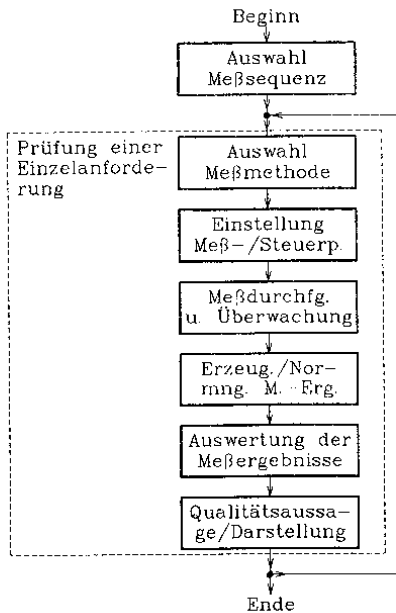 Beginn
Auswahl
Meßsequenz
Prüfung einer
Einzelanforde-
rung
Auswahl
Meßmethode
Einstellung
Meß-/Steuerp.
Meßdurchfg.
u. Überwachung
Erzeug./Nor-
mng. M.-Erg.
Auswertung der
Meßergebnisse
Qualitätsaussa-
ge/Darstellung
Ende